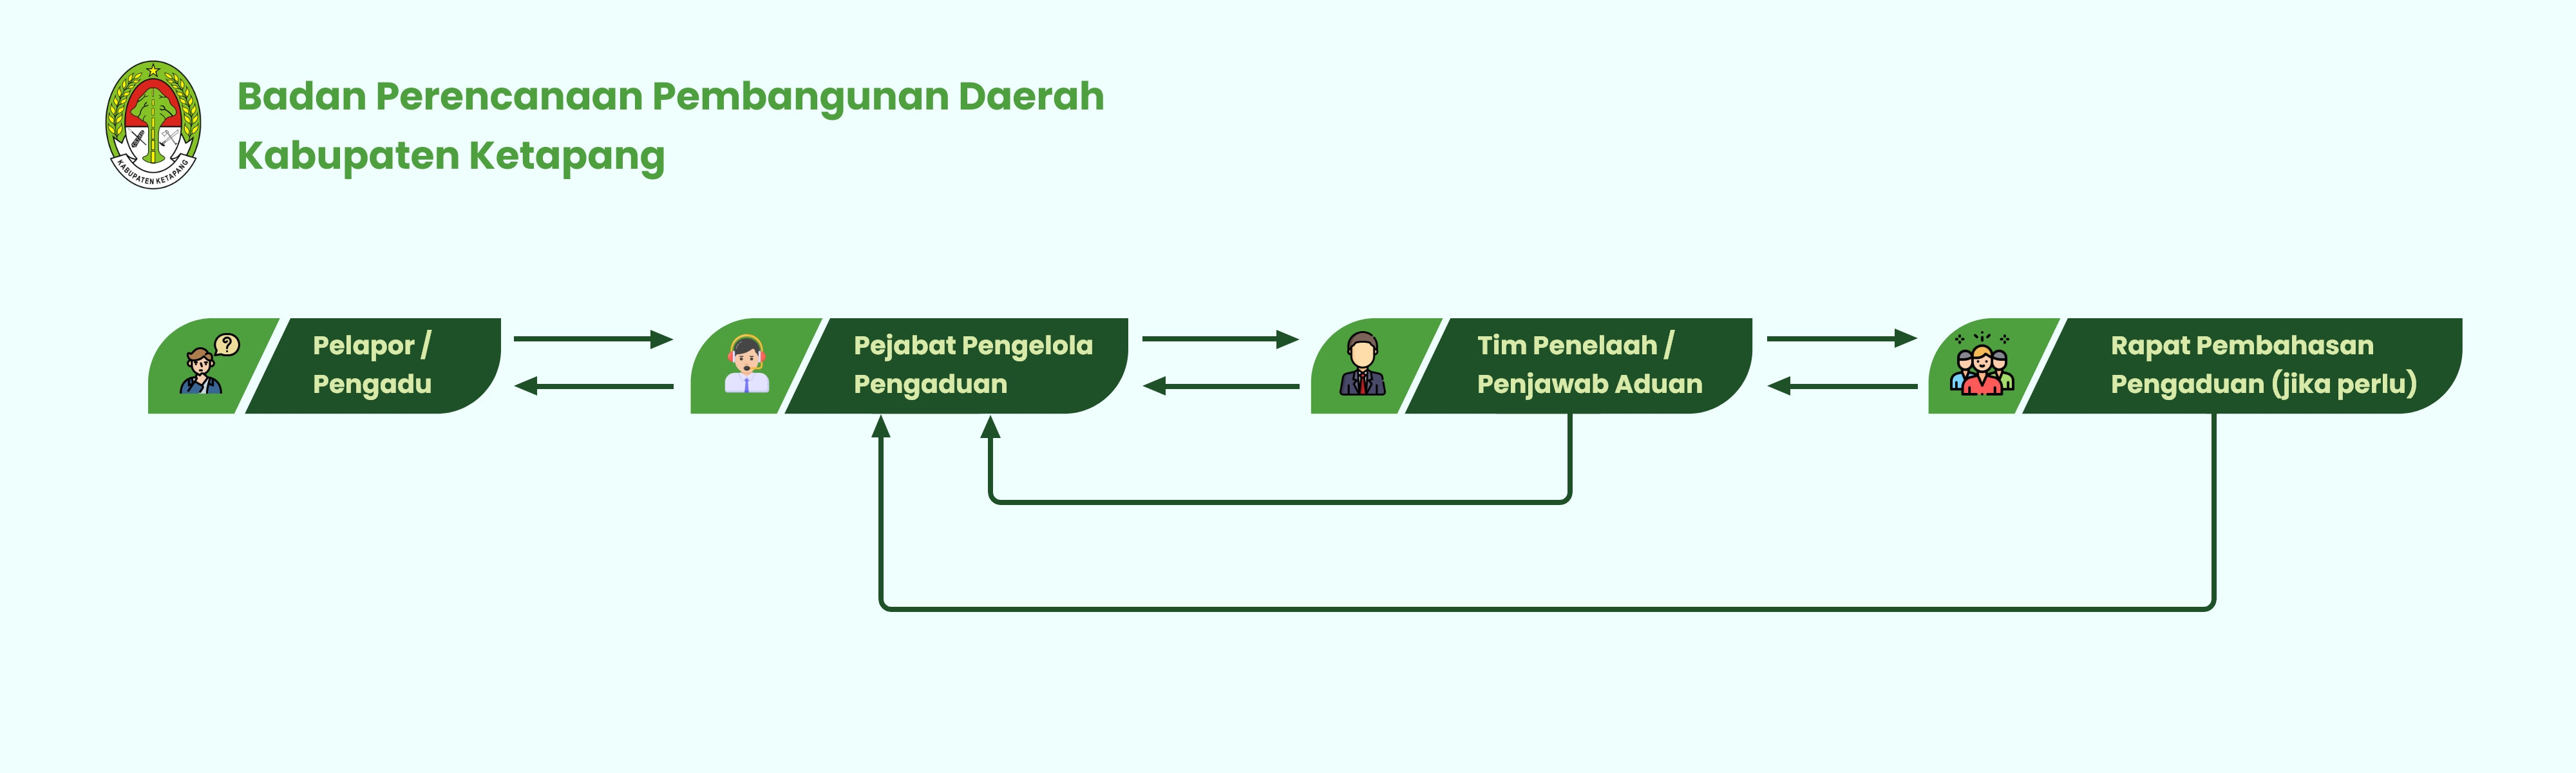 Badan Perencanaan Pembangunan Daerah
Kabupaten Ketapang
KABUPATEN KETAPANG
Pelapor /
Pengadu
?
Pejabat Pengelola
Pengaduan
Tim Penelaah /
Penjawab Aduan
Rapat Pembahasan
Pengaduan (jika perlu)